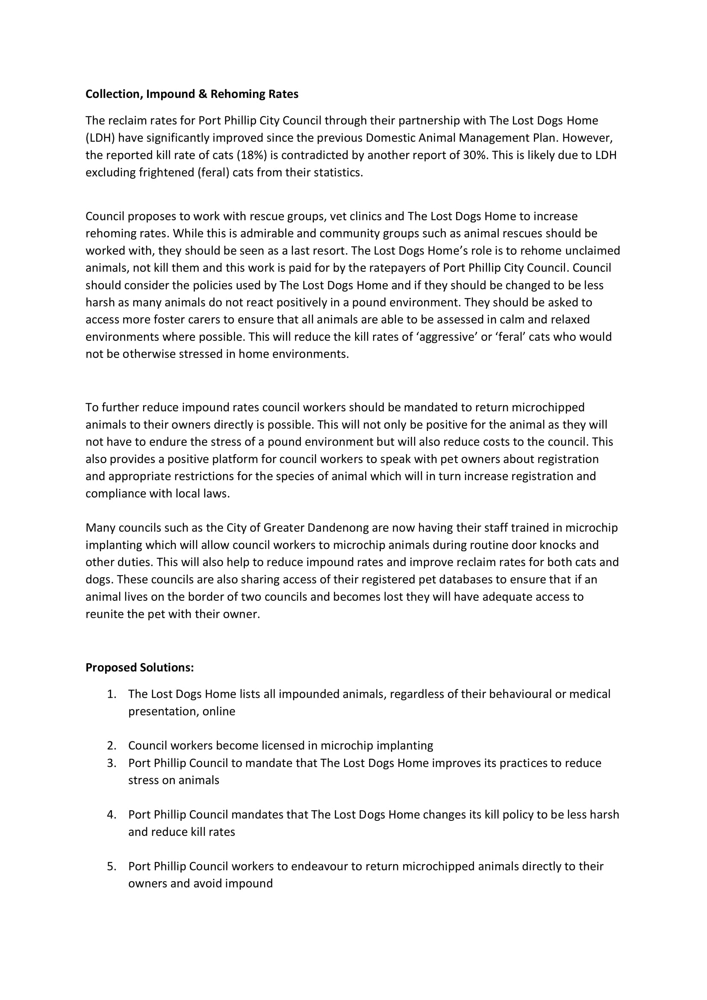 Collection, Impound & Rehoming Rates
The reclaim rates for Port Phillip City Council through their partnership with The Lost Dogs Home
(LDH) have significantly improved since the previous Domestic Animal Management Plan. However,
the reported kill rate of cats (18%) is contradicted by another report of 30%. This is likely due to LDH
excluding frightened (feral) cats from their statistics.
Council proposes to work with rescue groups, vet clinics and The Lost Dogs Home to increase
rehoming rates. While this is admirable and community groups such as animal rescues should be
worked with, they should be seen as a last resort. The Lost Dogs Home’s role is to rehome unclaimed
animals, not kill them and this work is paid for by the ratepayers of Port Phillip City Council. Council
should consider the policies used by The Lost Dogs Home and if they should be changed to be less
harsh as many animals do not react positively in a pound environment. They should be asked to
access more foster carers to ensure that all animals are able to be assessed in calm and relaxed
environments where possible. This will reduce the kill rates of ‘aggressive’ or ‘feral’ cats who would
not be otherwise stressed in home environments.
To further reduce impound rates council workers should be mandated to return microchipped
animals to their owners directly is possible. This will not only be positive for the animal as they will
not have to endure the stress of a pound environment but will also reduce costs to the council. This
also provides a positive platform for council workers to speak with pet owners about registration
and appropriate restrictions for the species of animal which will in turn increase registration and
compliance with local laws.
Many councils such as the City of Greater Dandenong are now having their staff trained in microchip
implanting which will allow council workers to microchip animals during routine door knocks and
other duties. This will also help to reduce impound rates and improve reclaim rates for both cats and
dogs. These councils are also sharing access of their registered pet databases to ensure that if an
animal lives on the border of two councils and becomes lost they will have adequate access to
reunite the pet with their owner.
Proposed Solutions:
1. The Lost Dogs Home lists all impounded animals, regardless of their behavioural or medical
presentation, online
2. Council workers become licensed in microchip implanting
3. Port Phillip Council to mandate that The Lost Dogs Home improves its practices to reduce
stress on animals
4. Port Phillip Council mandates that The Lost Dogs Home changes its kill policy to be less harsh
and reduce kill rates
5. Port Phillip Council workers to endeavour to return microchipped animals directly to their
owners and avoid impound